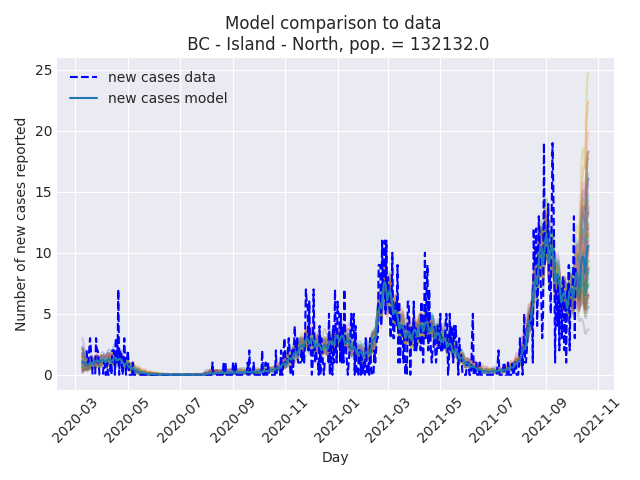 Model comparison to data
BC - Island - North, pop. = 132132.0
new cases data
new cases model
Number of new cases reported
25
20
15
10
5
0
2020-03
2020-05
2020-07
2020-09
2020-11
2021-01
2021-03
2021-05
2021-07
2021-09
2021-11
Day